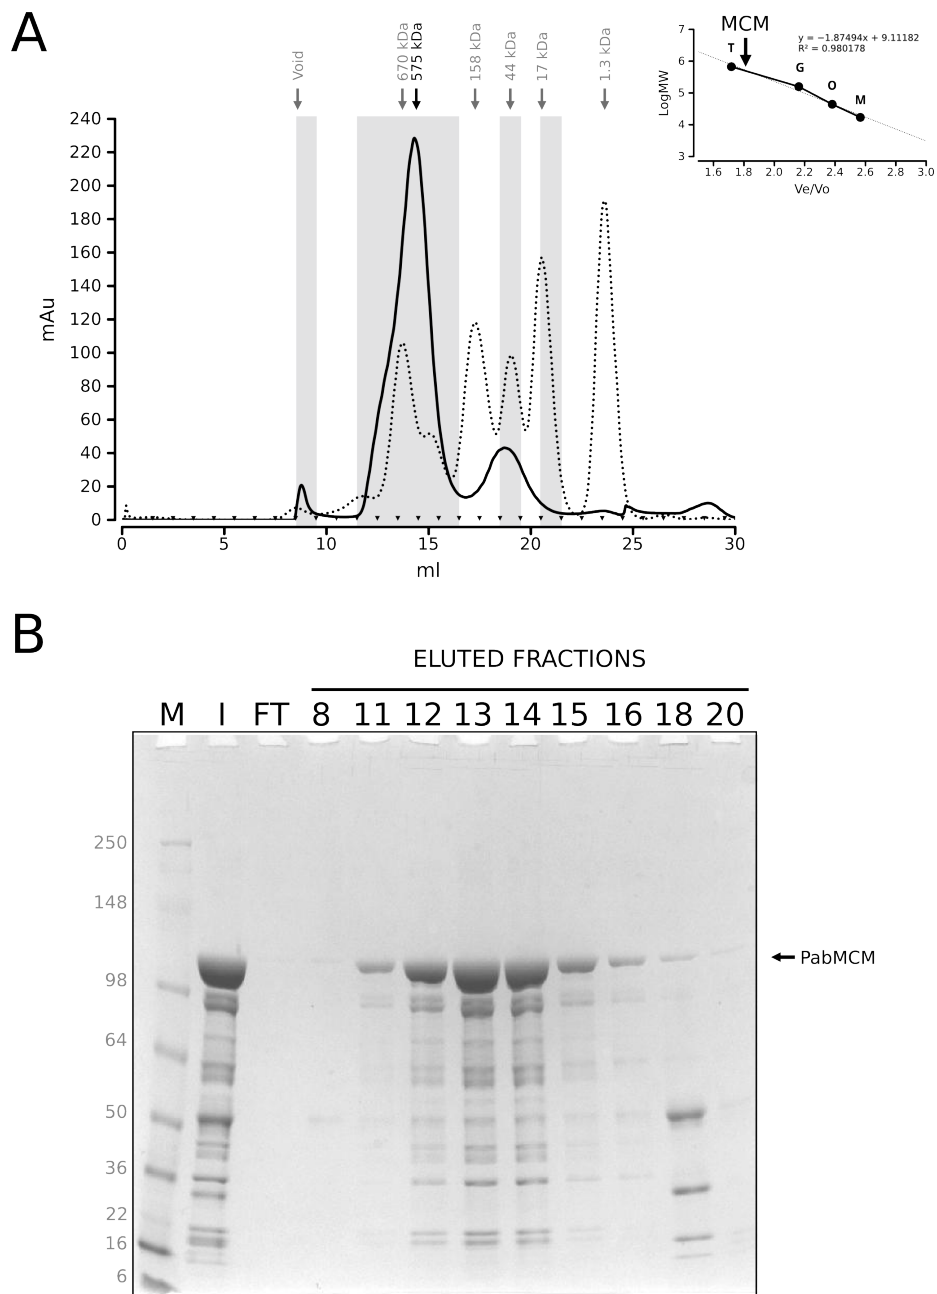 A
Void
670 kDa
575 kDa
158 kDa
44 kDa
17 kDa
1.3 kDa
MCM
y = −1.87494x + 9.11182
R² = 0.980178
T
G
O
M
7
6
5
4
3
LogMW
1.6 1.8 2.0 2.2 2.4 2.6 2.8 3.0
Ve/Vo
240
220
200
180
160
140
120
100
80
60
40
20
0
mAu
0 5 10 15 20 25 30
ml
B
ELUTED FRACTIONS
M I FT 8 11 12 13 14 15 16 18 20
250
148
98
64
50
36
22
16
6
PabMCM